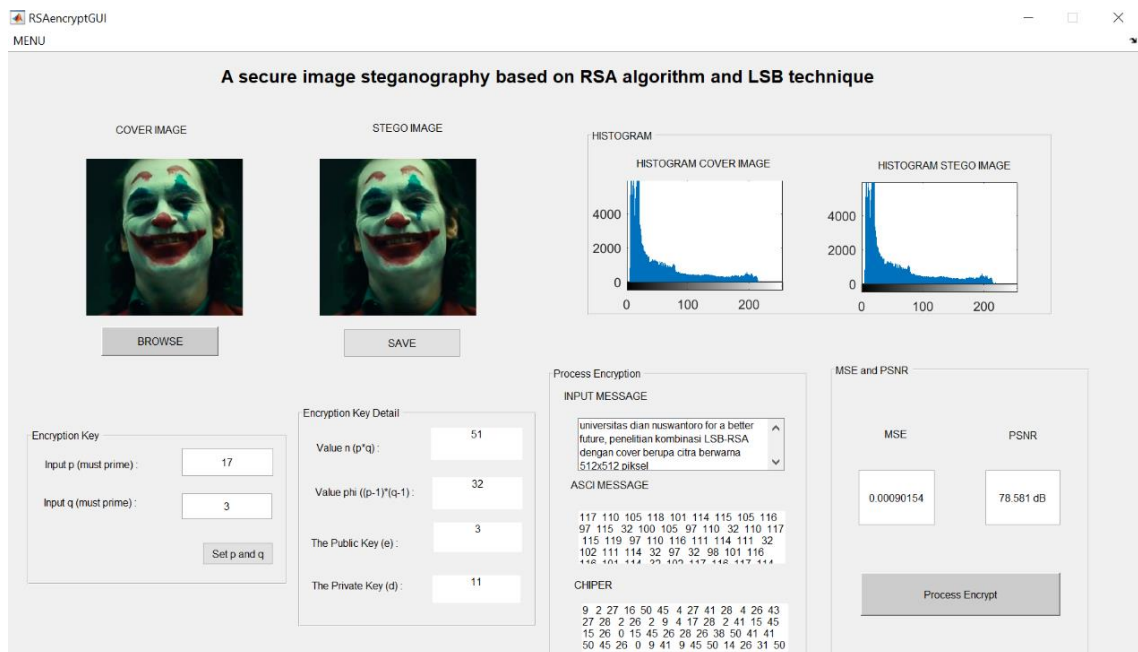 RSAencryptGUI
MENU
A secure image steganography based on RSA algorithm and LSB technique
COVER IMAGE
STEGO IMAGE
BROWSE
SAVE
HISTOGRAM
HISTOGRAM COVER IMAGE
4000
2000
0
0 100 200
HISTOGRAM STEGO IMAGE
4000
2000
0
0 100 200
Encryption Key
Input p (must prime) :
17
Input q (must prime) :
3
Set p and q
Encryption Key Detail
Value n (p*q) :
51
Value phi ((p-1)*(q-1) :
32
The Public Key (e) :
3
The Private Key (d) :
11
Process Encryption
INPUT MESSAGE
universitas dian nuswantoro for a better
future, penelitian kombinasi LSB-RSA
dengan cover berupa citra berwarna
512x512 piksel
ASCI MESSAGE
117 110 105 118 101 114 115 105 116
97 115 32 100 105 97 110 32 110 117
115 119 97 110 116 111 114 111 32
102 111 114 32 97 32 98 101 116
116 101 114 32 102 117 116 117 114
CHIPER
9 2 27 16 50 45 4 27 41 28 4 26 43
27 28 2 26 2 9 4 17 28 2 41 15 45
15 26 0 15 45 26 28 26 38 50 41 41
50 45 26 0 9 41 9 45 50 14 26 31 50
MSE and PSNR
MSE
PSNR
0.00090154
78.581 dB
Process Encrypt